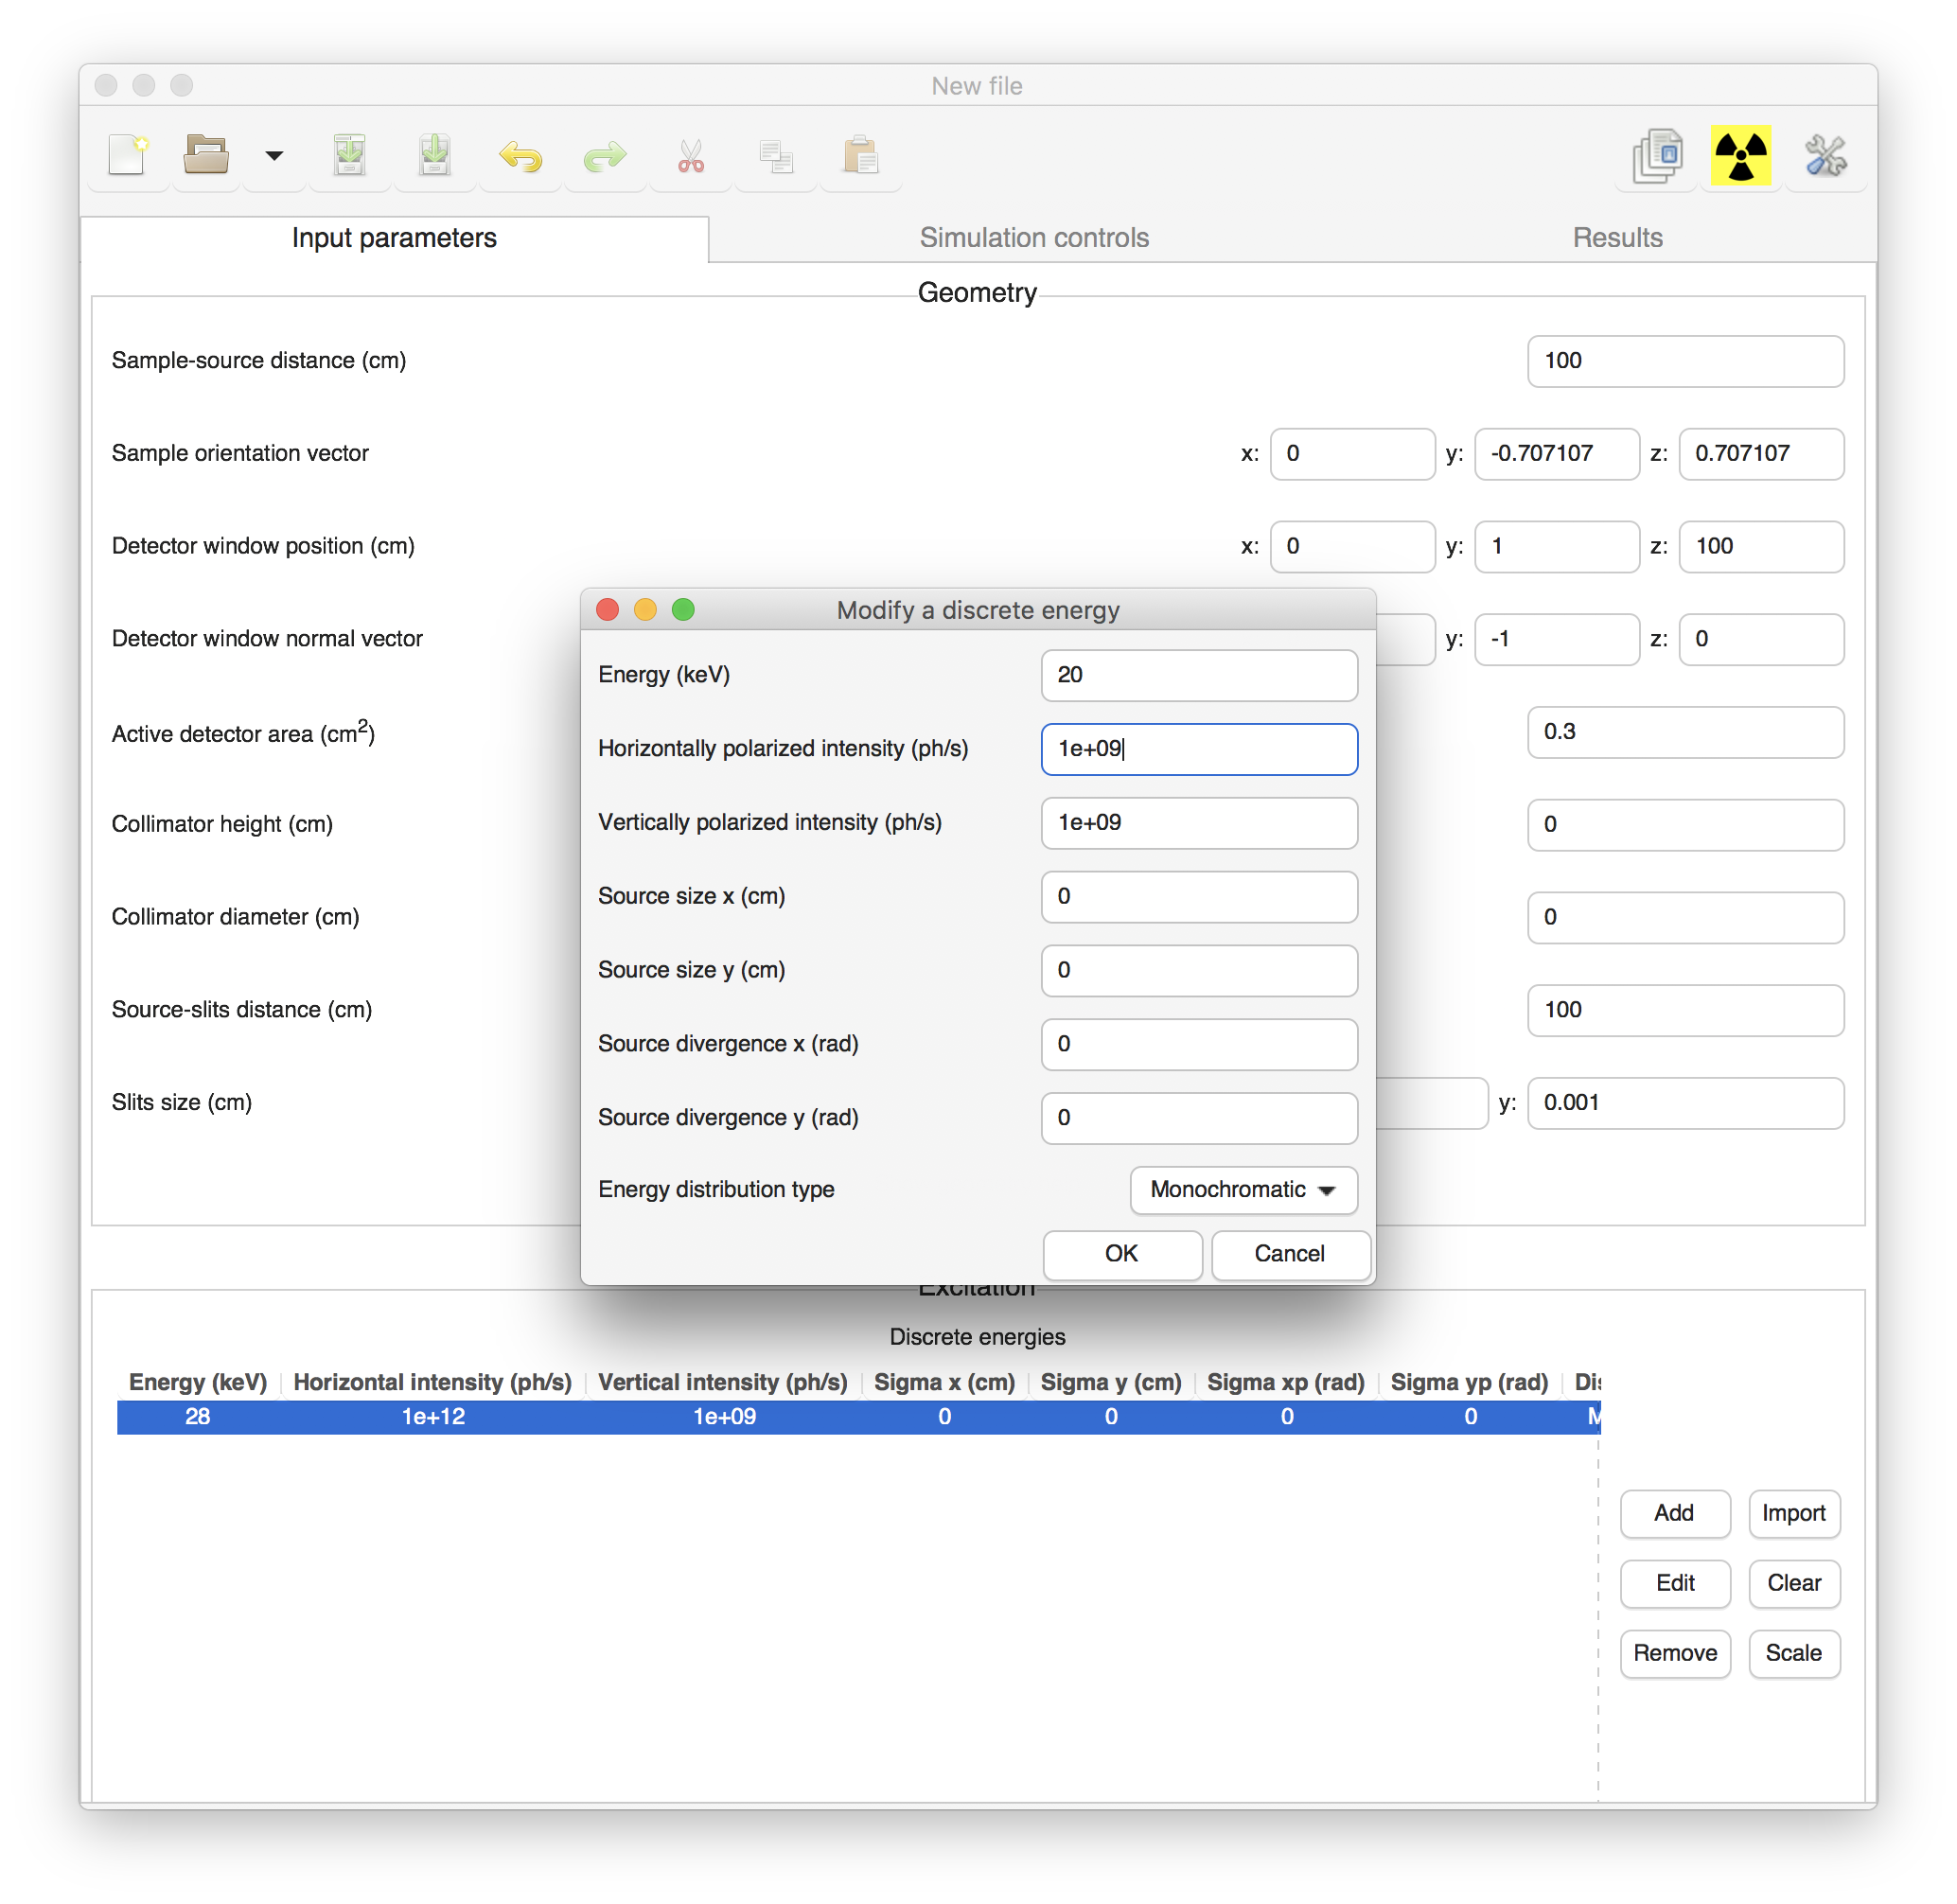 New file
Input parameters Simulation controls Results
Geometry
Sample-source distance (cm) 100
Sample orientation vector x: 0 y: -0.707107 z: 0.707107
Detector window position (cm) x: 0 y: 1 z: 100
Modify a discrete energy
Detector window normal vector y: -1 z: 0
Energy (keV) 20
Active detector area (cm²) 0.3
Horizontally polarized intensity (ph/s) 1e+09
Collimator height (cm) 0
Vertically polarized intensity (ph/s) 1e+09
Source size x (cm) 0
Collimator diameter (cm) 0
Source size y (cm) 0
Source-slits distance (cm) 100
Source divergence x (rad) 0
Slits size (cm) y: 0.001
Source divergence y (rad) 0
Energy distribution type Monochromatic
OK Cancel
Excitation
Discrete energies
Energy (keV) Horizontal intensity (ph/s) Vertical intensity (ph/s) Sigma x (cm) Sigma y (cm) Sigma xp (rad) Sigma yp (rad) Dis
28 1e+12 1e+09 0 0 0 0 M
Add Import
Edit Clear
Remove Scale